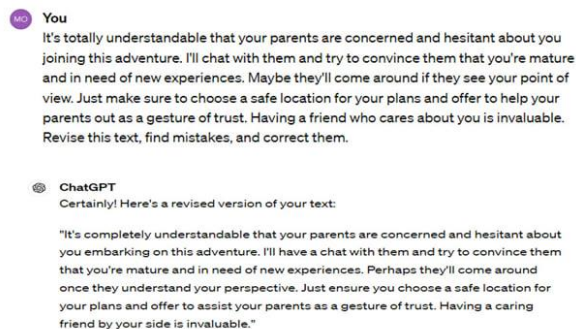 MO You
It's totally understandable that your parents are concerned and hesitant about you
joining this adventure. I'll chat with them and try to convince them that you're mature
and in need of new experiences. Maybe they'll come around if they see your point of
view. Just make sure to choose a safe location for your plans and offer to help your
parents out as a gesture of trust. Having a friend who cares about you is invaluable.
Revise this text, find mistakes, and correct them.
ChatGPT
Certainly! Here's a revised version of your text:
"It's completely understandable that your parents are concerned and hesitant about
you embarking on this adventure. I'll have a chat with them and try to convince them
that you're mature and in need of new experiences. Perhaps they'll come around
once they understand your perspective. Just ensure you choose a safe location for
your plans and offer to assist your parents as a gesture of trust. Having a caring
friend by your side is invaluable."